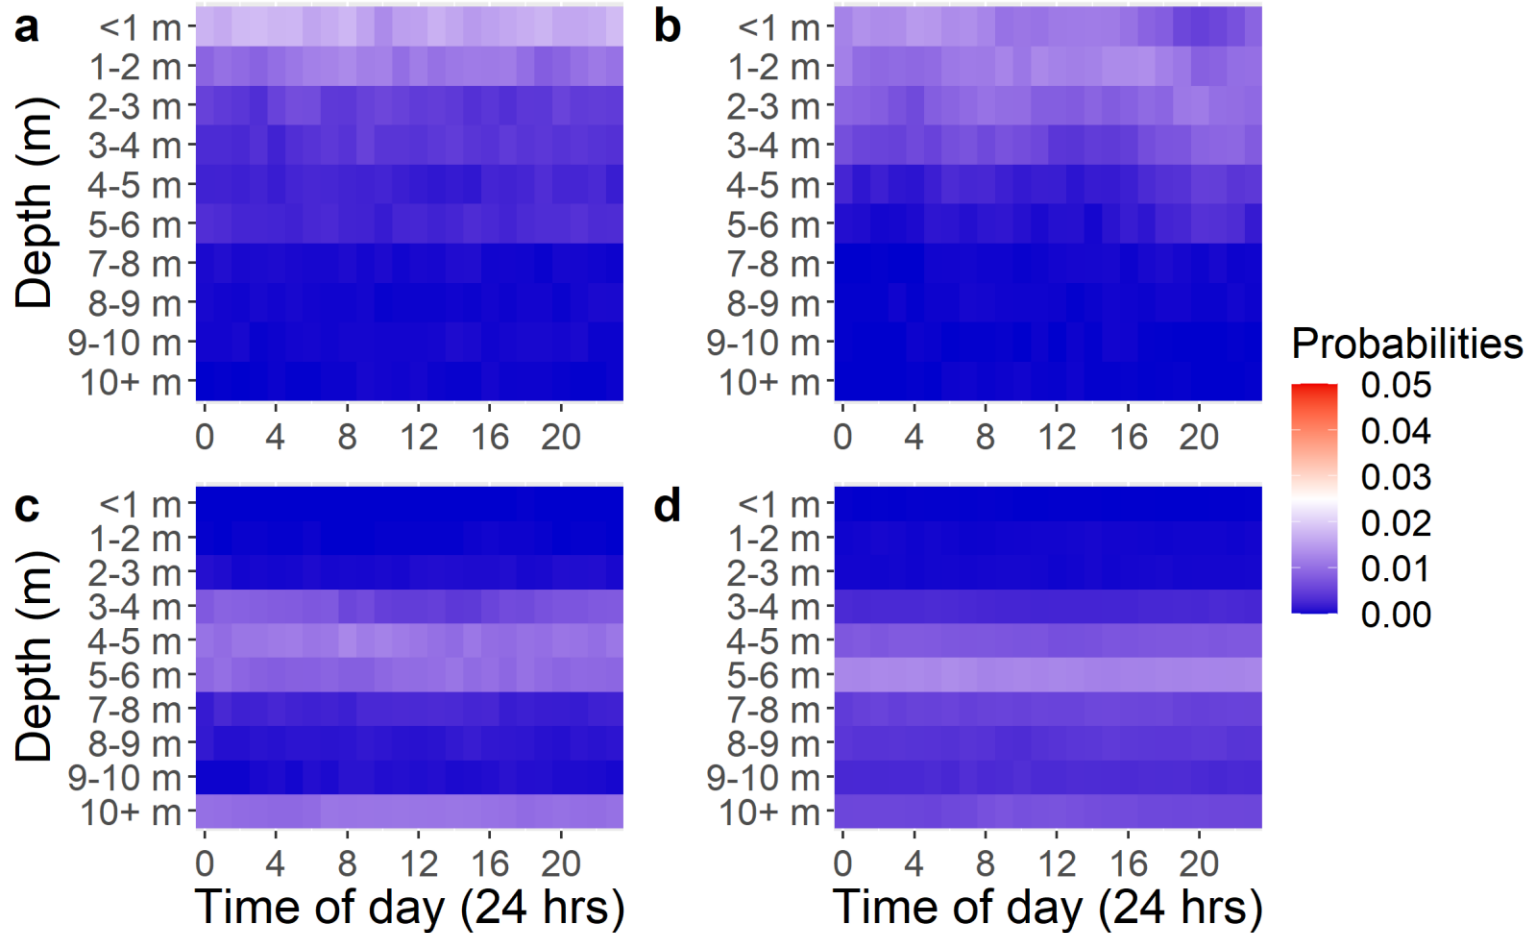 a
Depth (m)
<1 m
1-2 m
2-3 m
3-4 m
4-5 m
5-6 m
7-8 m
8-9 m
9-10 m
10+ m
0 4 8 12 16 20
b
<1 m
1-2 m
2-3 m
3-4 m
4-5 m
5-6 m
7-8 m
8-9 m
9-10 m
10+ m
0 4 8 12 16 20
c
Depth (m)
<1 m
1-2 m
2-3 m
3-4 m
4-5 m
5-6 m
7-8 m
8-9 m
9-10 m
10+ m
0 4 8 12 16 20
Time of day (24 hrs)
d
<1 m
1-2 m
2-3 m
3-4 m
4-5 m
5-6 m
7-8 m
8-9 m
9-10 m
10+ m
0 4 8 12 16 20
Time of day (24 hrs)
Probabilities
0.05
0.04
0.03
0.02
0.01
0.00